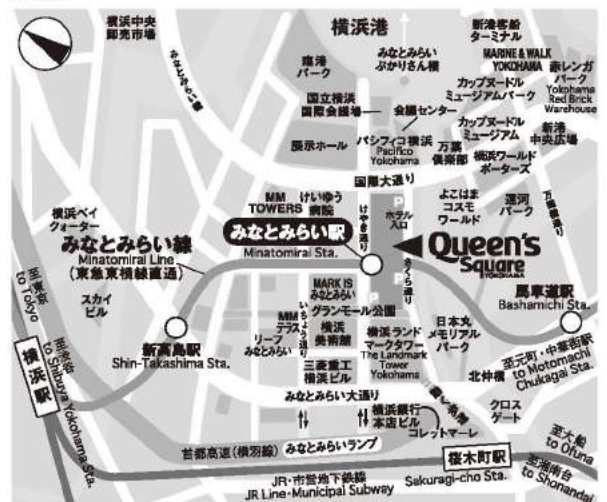 横浜港
横浜中央
卸売市場
みなとみらい橋
臨港
パーク
みなとみらい
ぷかりさん橋
新港客船
ターミナル
MARINE & WALK
YOKOHAMA
赤レンガ
パーク
Yokohama
Red Brick
Warehouse
カップヌードル
ミュージアムパーク
国立横浜
国際会議場
会議センター
カップヌードル
ミュージアム
新港
中央広場
展示ホール
パシフィコ横浜
Pacifico
Yokohama
万葉
倶楽部
横浜ワールド
ポーターズ
国際大通り
MM
TOWERS
けいゆう
病院
けやき通り
P
ホテル
入口
よこはま
コスモ
ワールド
運河
パーク
万国橋通り
横浜ベイ
クォーター
みなとみらい線
Minatomirai Line
(東急東横線直通)
みなとみらい駅
Minatomirai Sta.
Queen's
Square
YOKOHAMA
さくら通り
馬車道駅
Bashamichi Sta.
至東京
to Tokyo
スカイ
ビル
新高島駅
Shin-Takashima Sta.
MARK IS
みなとみらい
グランモール公園
MM
テラス
いちょう通り
リーフ
みなとみらい
横浜
美術館
P
横浜ランド
マークタワー
The Landmark
Tower
Yokohama
日本丸
メモリアル
パーク
至元町・中華街駅
to Motomachi
Chukagai Sta.
至渋谷
to Shibuya
横浜駅
Yokohama Sta.
三菱重工
横浜ビル
北仲橋
みなとみらい大通り
動く歩道
クロス
ゲート
横浜銀行
本店ビル
コレットマーレ
首都高速(横羽線)
みなとみらいランプ
桜木町駅
Sakuragi-cho Sta.
至大船
to Ofuna
至湘南台
to Shonandai
JR・市営地下鉄線
JR Line・Municipal Subway